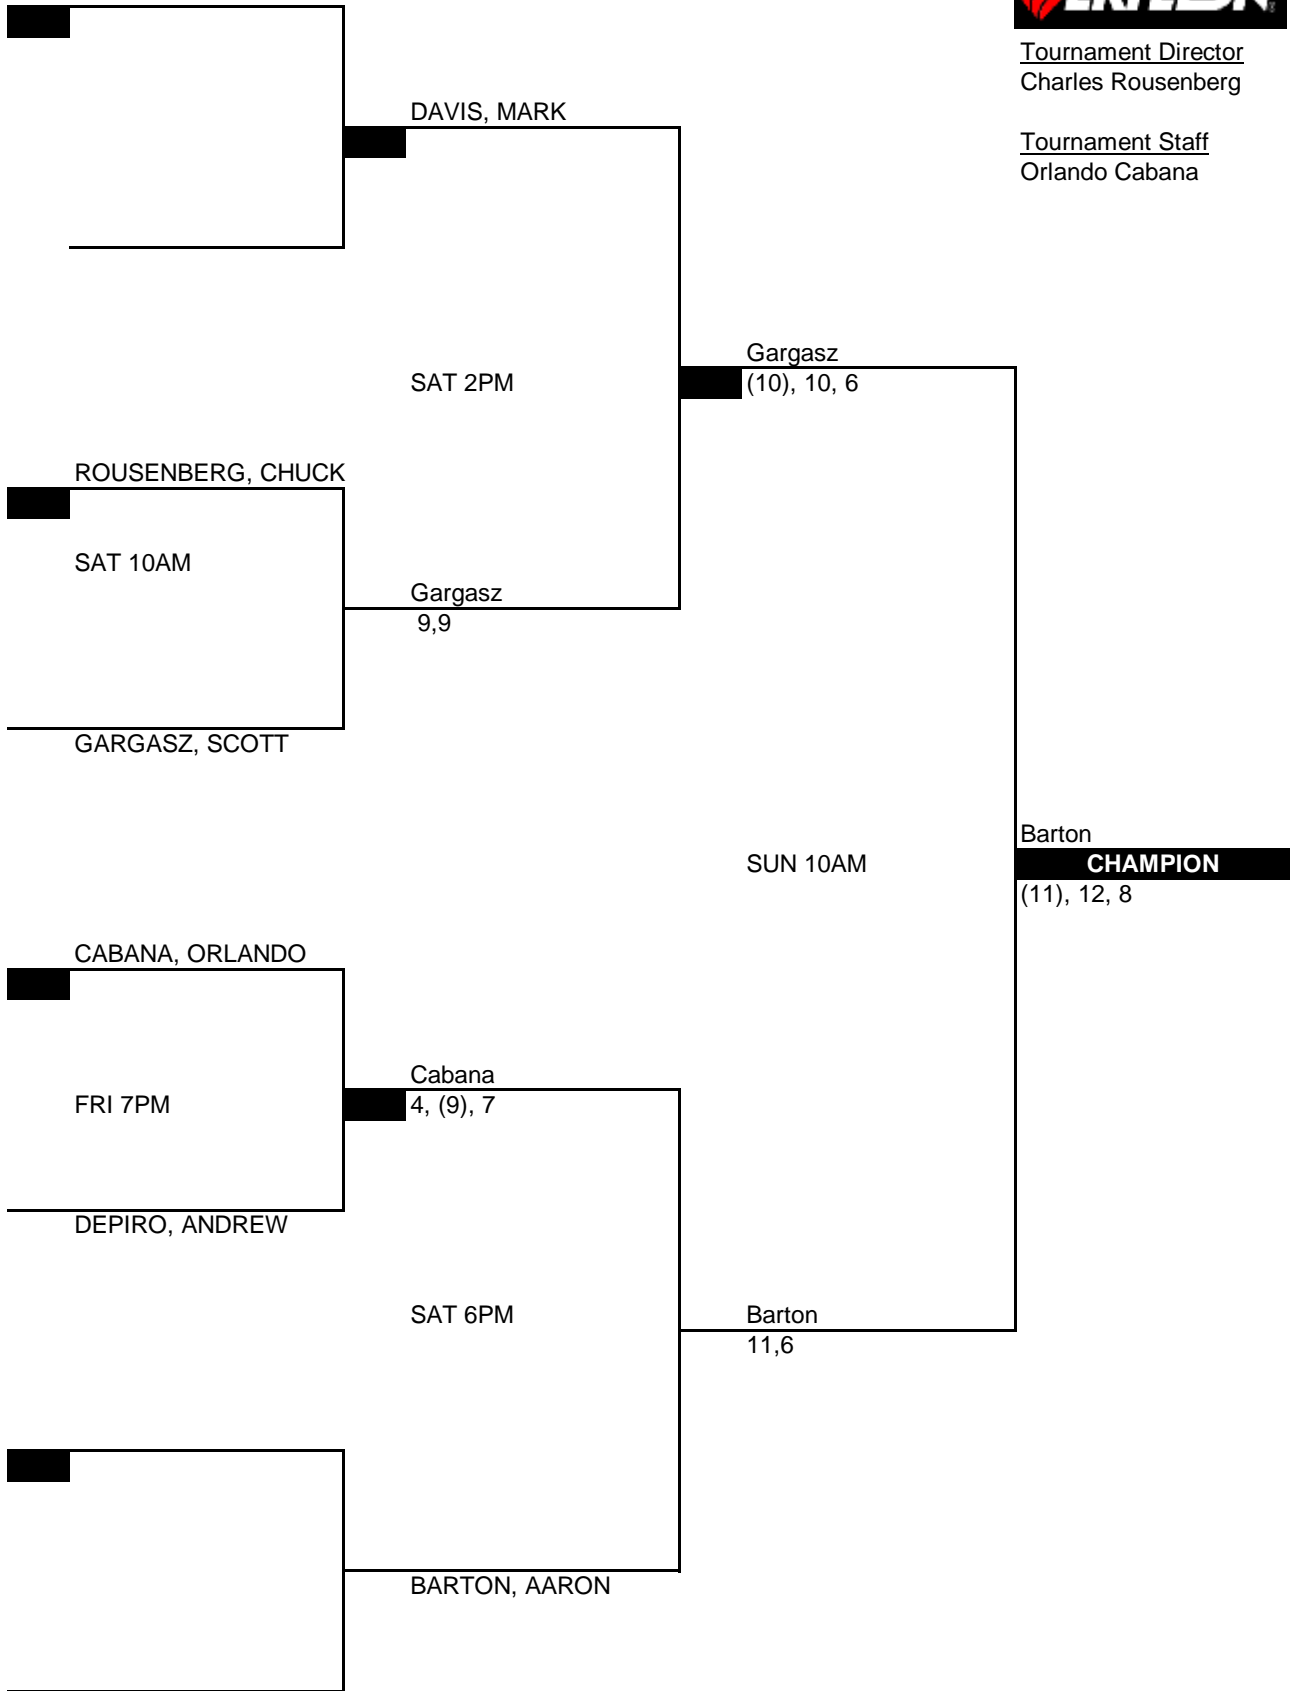 Tournament Director
Charles Rousenberg
DAVIS, MARK
Tournament Staff
Orlando Cabana
Gargasz
SAT 2PM
(10), 10, 6
ROUSENBERG, CHUCK
SAT 10AM
Gargasz
9,9
GARGASZ, SCOTT
Barton
SUN 10AM
CHAMPION
(11), 12, 8
CABANA, ORLANDO
Cabana
FRI 7PM
4, (9), 7
DEPIRO, ANDREW
SAT 6PM
Barton
11,6
BARTON, AARON